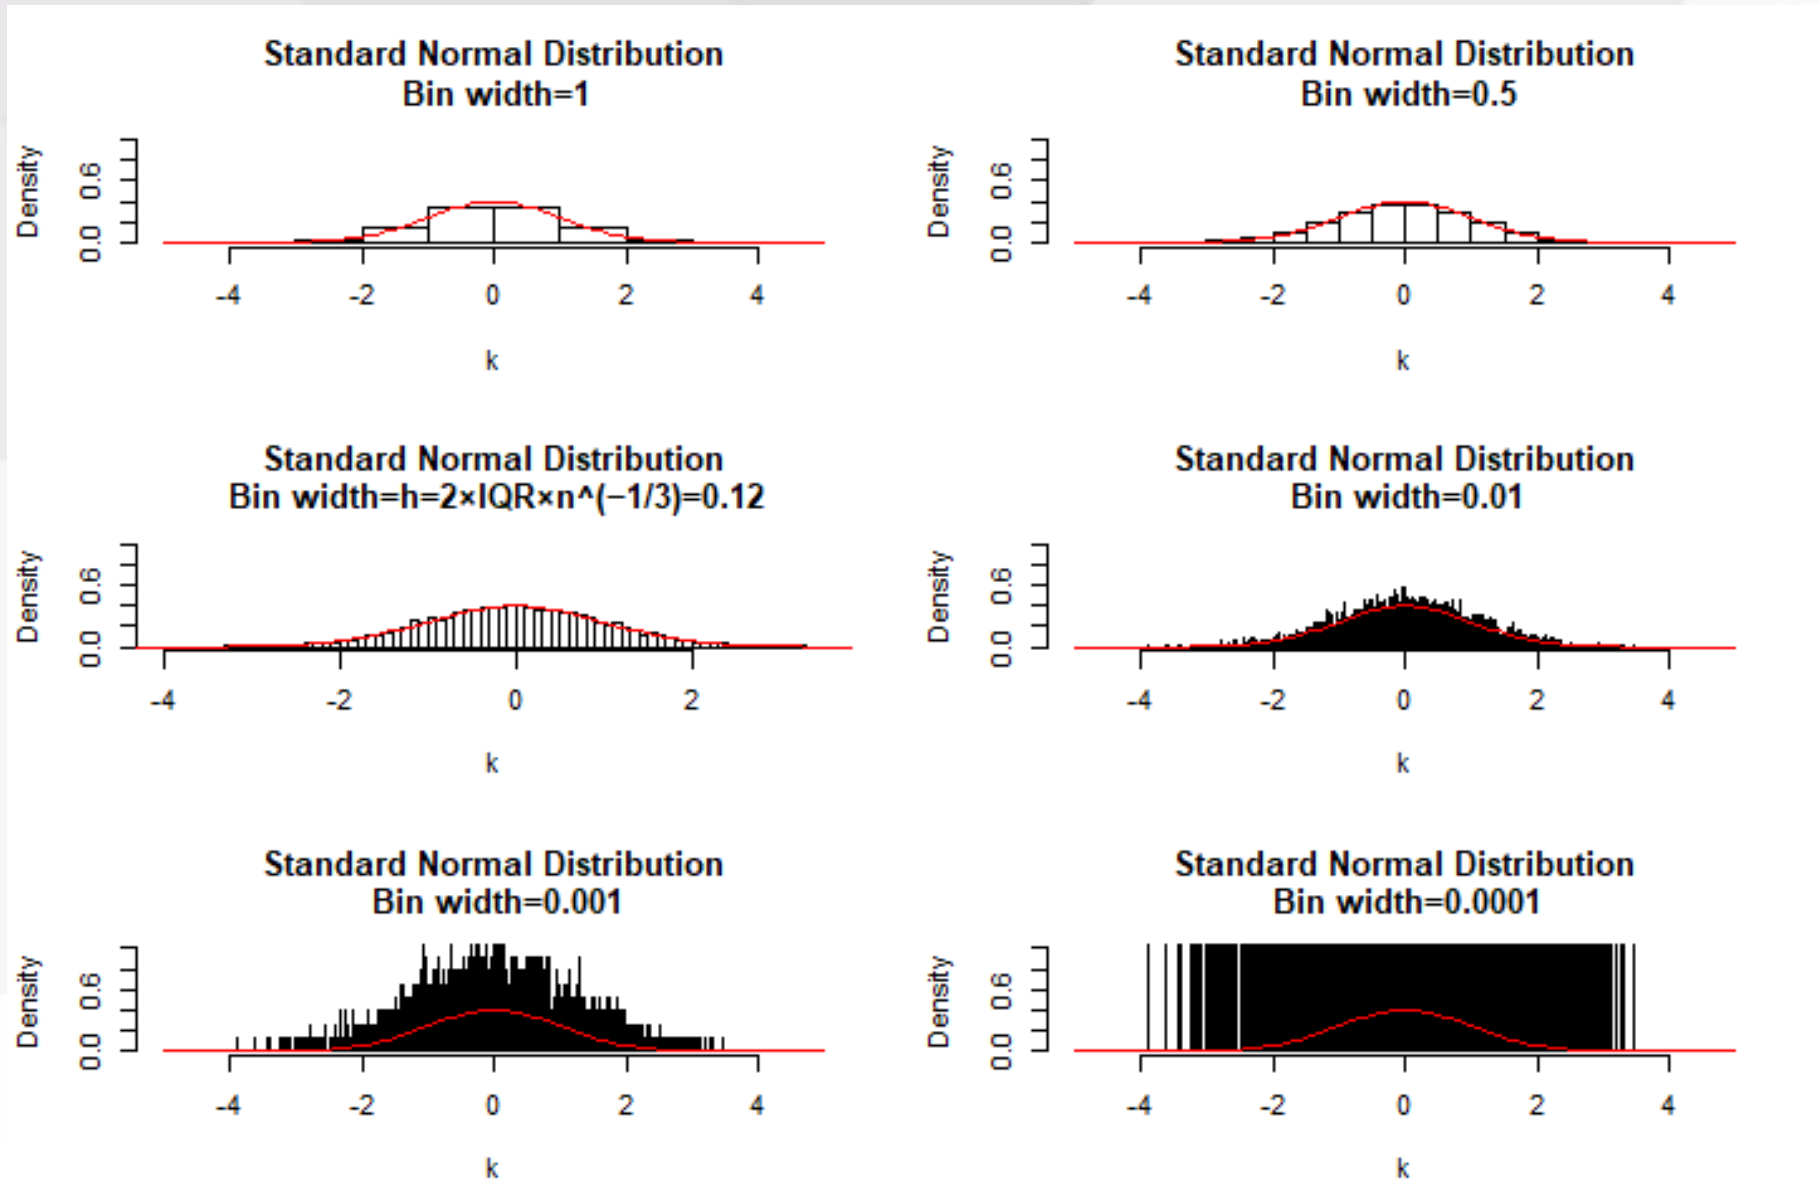 Standard Normal Distribution
Bin width=1
Density
0.0
0.6
-4
-2
0
2
4
k
Standard Normal Distribution
Bin width=0.5
Density
0.0
0.6
-4
-2
0
2
4
k
Standard Normal Distribution
Bin width=h=2×IQR×n^(−1/3)=0.12
Density
0.0
0.6
-4
-2
0
2
k
Standard Normal Distribution
Bin width=0.01
Density
0.0
0.6
-4
-2
0
2
4
k
Standard Normal Distribution
Bin width=0.001
Density
0.0
0.6
-4
-2
0
2
4
k
Standard Normal Distribution
Bin width=0.0001
Density
0.0
0.6
-4
-2
0
2
4
k